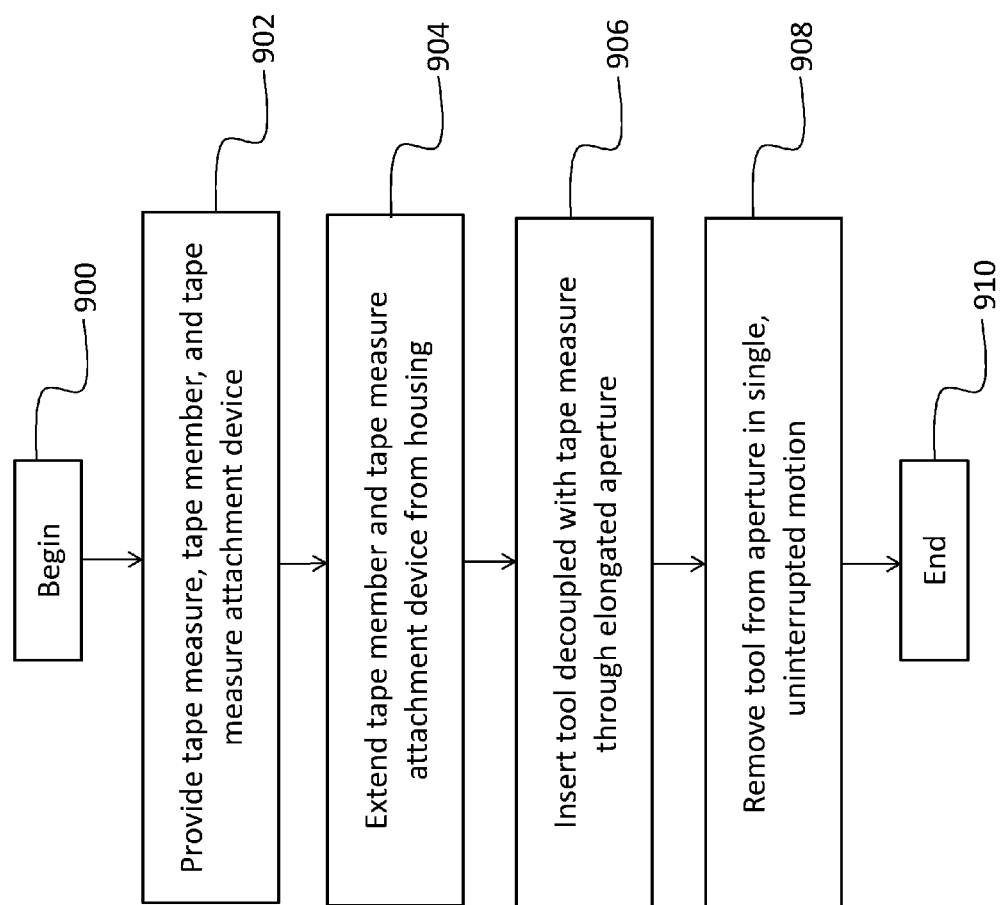 Begin
900
Provide tape measure, tape member, and tape
measure attachment device
902
Extend tape member and tape measure
attachment device from housing
904
Insert tool decoupled with tape measure
through elongated aperture
906
Remove tool from aperture in single,
uninterrupted motion
908
End
910